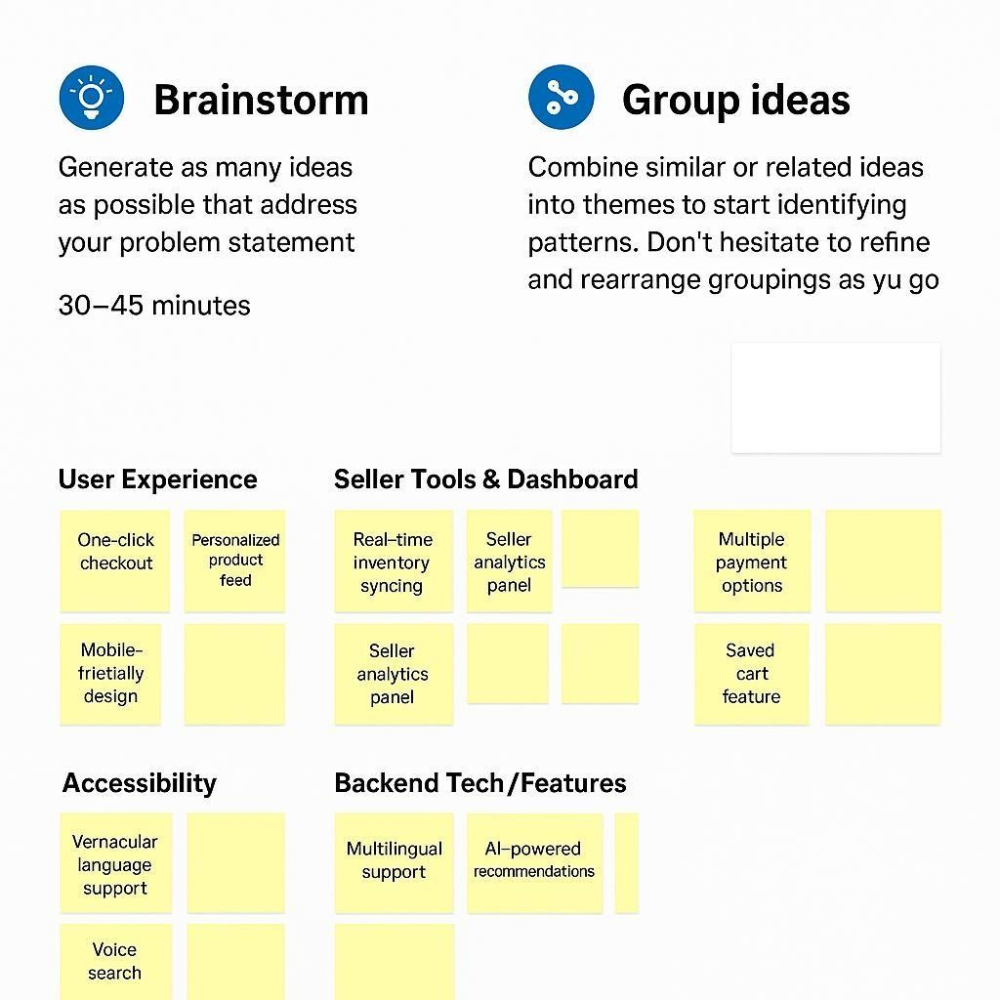 Brainstorm
Generate as many ideas
as possible that address
your problem statement
30–45 minutes
Group ideas
Combine similar or related ideas
into themes to start identifying
patterns. Don't hesitate to refine
and rearrange groupings as yu go
User Experience
One-click
checkout
Personalized
product
feed
Mobile-
frietially
design
Seller Tools & Dashboard
Real-time
inventory
syncing
Seller
analytics
panel
Seller
analytics
panel
Multiple
payment
options
Saved
cart
feature
Accessibility
Vernacular
language
support
Voice
search
Backend Tech/Features
Multilingual
support
AI-powered
recommendations